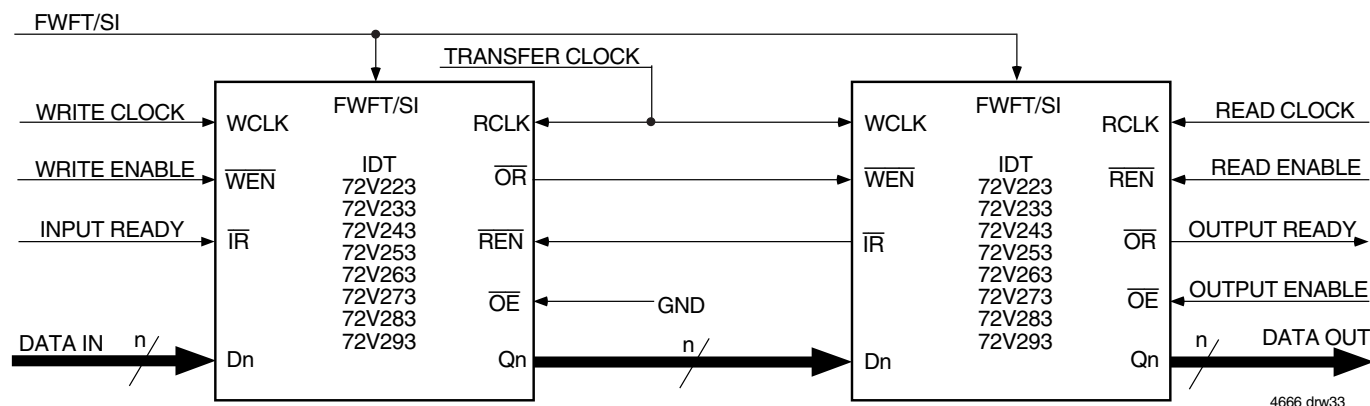 FWFT/SI
TRANSFER CLOCK
WRITE CLOCK
WRITE ENABLE
INPUT READY
DATA IN
n
FWFT/SI
WCLK
WEN
IR
Dn
IDT
72V223
72V233
72V243
72V253
72V263
72V273
72V283
72V293
RCLK
OR
REN
OE
Qn
GND
n
FWFT/SI
WCLK
WEN
IR
Dn
IDT
72V223
72V233
72V243
72V253
72V263
72V273
72V283
72V293
RCLK
REN
OR
OE
Qn
READ CLOCK
READ ENABLE
OUTPUT READY
OUTPUT ENABLE
n
DATA OUT
4666 drw33